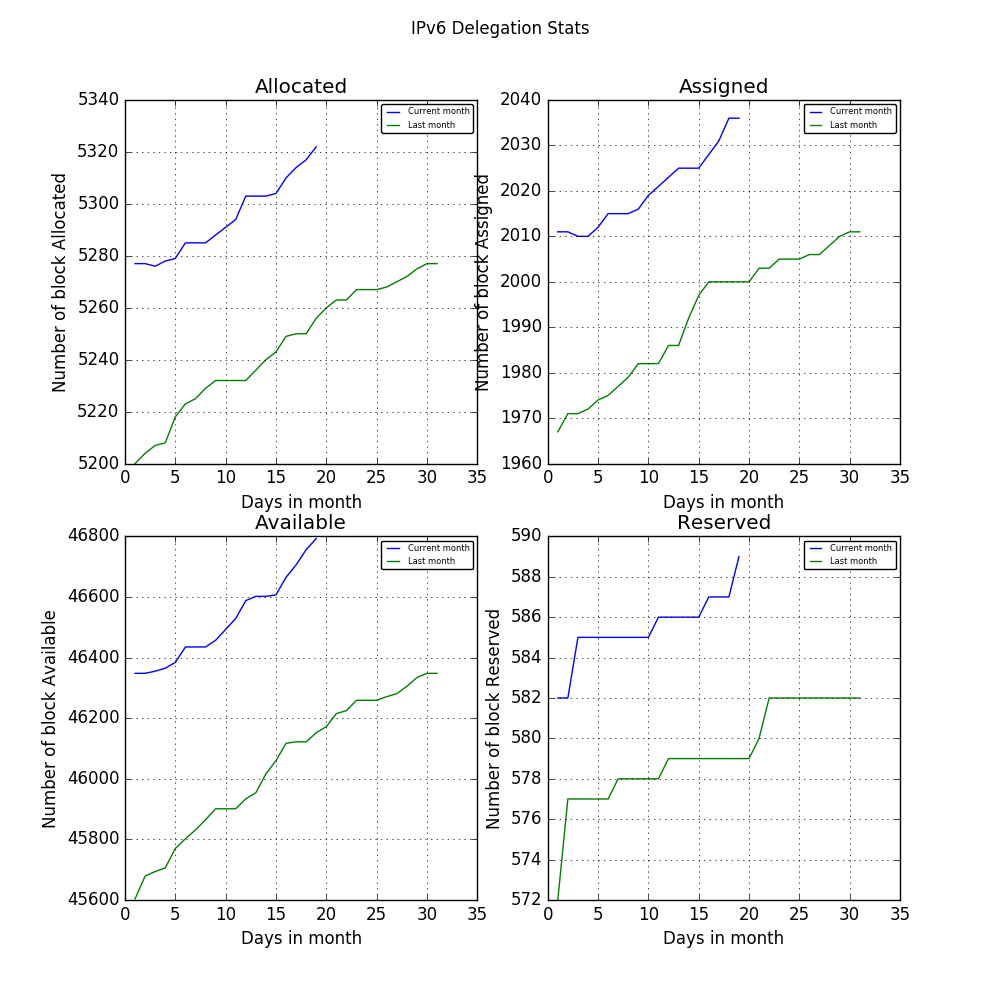 IPv6 Delegation Stats
Allocated
Number of block Allocated
5340
5320
5300
5280
5260
5240
5220
5200
Current month
Last month
0 5 10 15 20 25 30 35
Days in month
Assigned
Number of block Assigned
2040
2030
2020
2010
2000
1990
1980
1970
1960
Current month
Last month
0 5 10 15 20 25 30 35
Days in month
Available
Number of block Available
46800
46600
46400
46200
46000
45800
45600
Current month
Last month
0 5 10 15 20 25 30 35
Days in month
Reserved
Number of block Reserved
590
588
586
584
582
580
578
576
574
572
Current month
Last month
0 5 10 15 20 25 30 35
Days in month